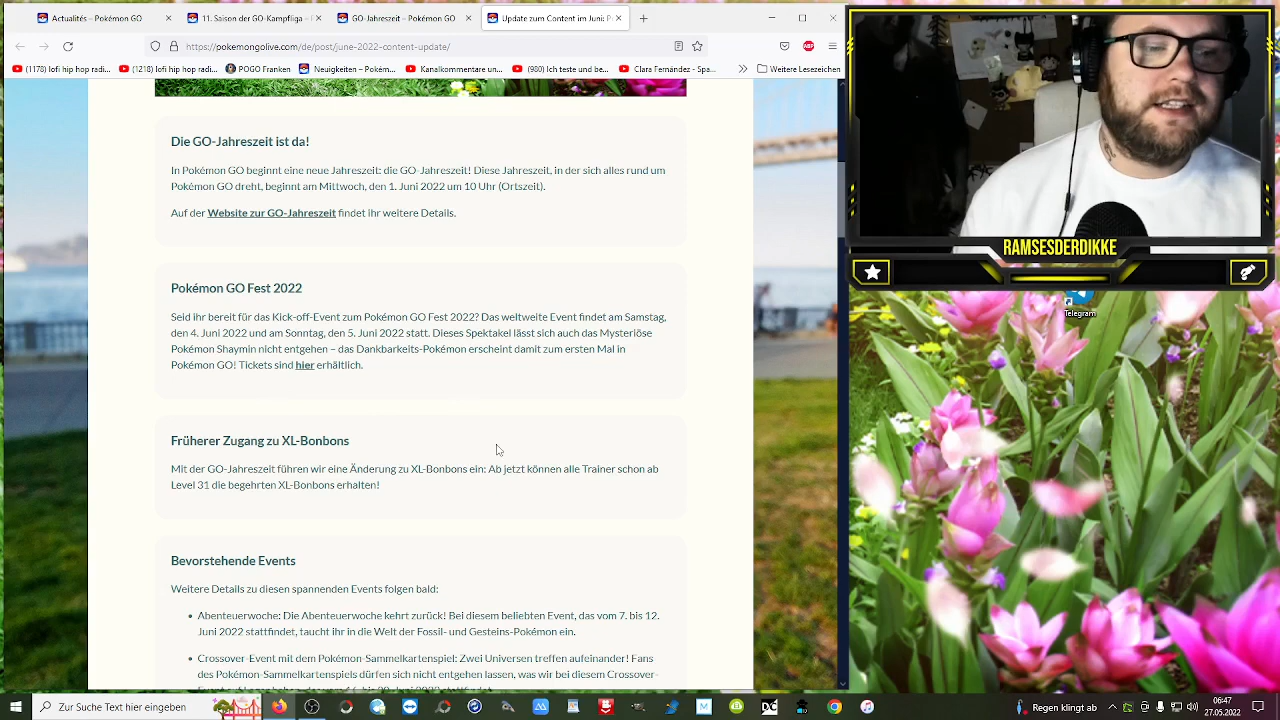 Aktuelles - Pokémon GO
Aktuelles - Pokémon GO
GO-Jahreszeit - Pokémon GO
Update zum Content im Juni: P
https://pokemongolive.com/de/post/june-2022-content-update/
(1178) lofi hip hop radi...
(1218) lofi hip hop rad...
POGO Franken
Neuigkeiten – Pokém...
Kanalkommentare un...
(980) Ich teste und be...
Clara Fernández - Spa...
Weitere Lesezeichen
Die GO-Jahreszeit ist da!
In Pokémon GO beginnt eine neue Jahreszeit: die GO-Jahreszeit! Diese Jahreszeit, in der sich alles rund um
Pokémon GO dreht, beginnt am Mittwoch, den 1. Juni 2022 um 10 Uhr (Ortszeit).
Auf der Website zur GO-Jahreszeit findet Ihr weitere Details.
RAMSESDERDIKKE
Telegram
Pokémon GO Fest 2022
Seid ihr bereit für das Kick-off-Event zum Pokémon GO Fest 2022? Das weltweite Event findet am Samstag,
den 4. Juni 2022 und am Sonntag, den 5. Juni 2022 statt. Dieses Spektakel lässt sich auch das Mysteriöse
Pokémon Shaymin nicht entgehen – das Dankbarkeits-Pokémon erscheint damit zum ersten Mal in
Pokémon GO! Tickets sind hier erhältlich.
Früherer Zugang zu XL-Bonbons
Mit der GO-Jahreszeit führen wir eine Änderung zu XL-Bonbons ein: Ab jetzt können alle Trainer schon ab
Level 31 die begehrten XL-Bonbons erhalten!
Bevorstehende Events
Weitere Details zu diesen spannenden Events folgen bald:
Abenteuerwoche: Die Abenteuerwoche kehrt zurück! Bei diesem beliebten Event, das vom 7. bis 12.
Juni 2022 stattfindet, taucht ihr in die Welt der Fossil- und Gesteins-Pokémon ein.
Crossover-Event mit dem Pokémon-Sammelkartenspiel: Zwei Universen treffen aufeinander! Fans
des Pokémon-Sammelkartenspiels dürfen sich nicht entgehen lassen, was wir bei diesem Crossover-
Zur Suche Text hier eingeben
Regen
06:47
27.05.2022